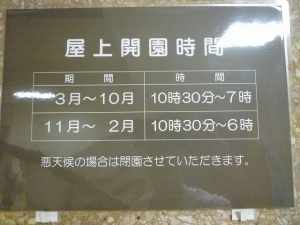 屋上開園時間
期間 時間
3月～10月 10時30分～7時
11月～ 2月 10時30分～6時
悪天候の場合は閉園させていただきます。